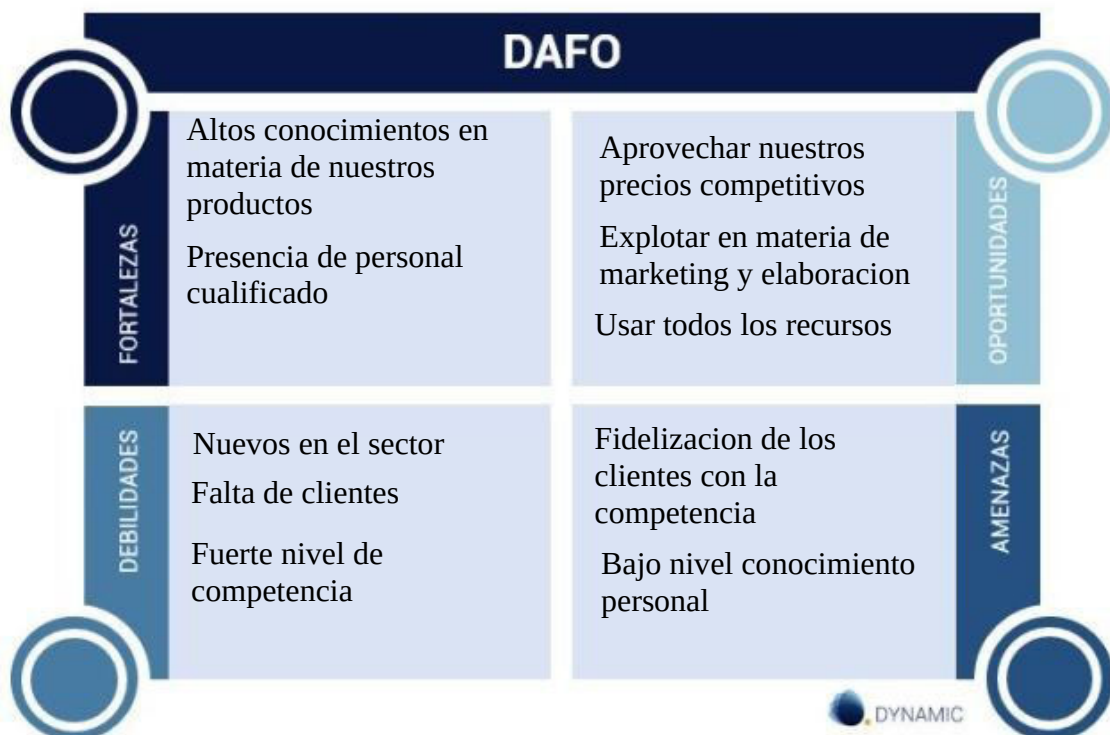 DAFO
FORTALEZAS
Altos conocimientos en
materia de nuestros
productos
Presencia de personal
cualificado
OPORTUNIDADES
Aprovechar nuestros
precios competitivos
Explotar en materia de
marketing y elaboracion
Usar todos los recursos
DEBILIDADES
Nuevos en el sector
Falta de clientes
Fuerte nivel de
competencia
AMENAZAS
Fidelizacion de los
clientes con la
competencia
Bajo nivel conocimiento
personal
DYNAMIC